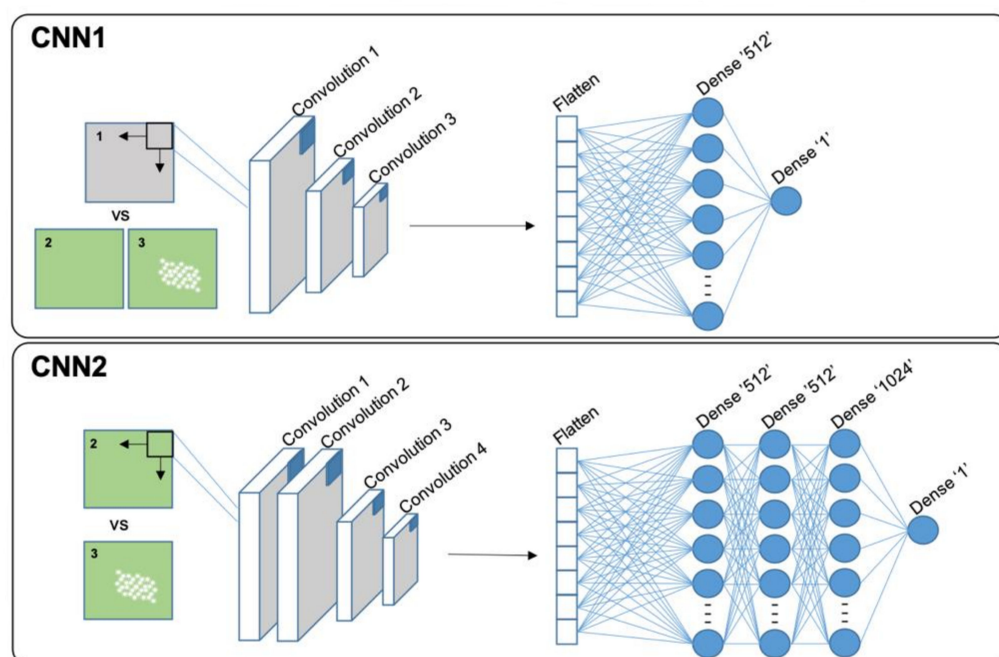 CNN1
Convolution 1
Convolution 2
Convolution 3
Flatten
Dense '512'
Dense '1'
1
VS
2
3
CNN2
Convolution 1
Convolution 2
Convolution 3
Convolution 4
Flatten
Dense '512'
Dense '512'
Dense '1024'
Dense '1'
2
VS
3